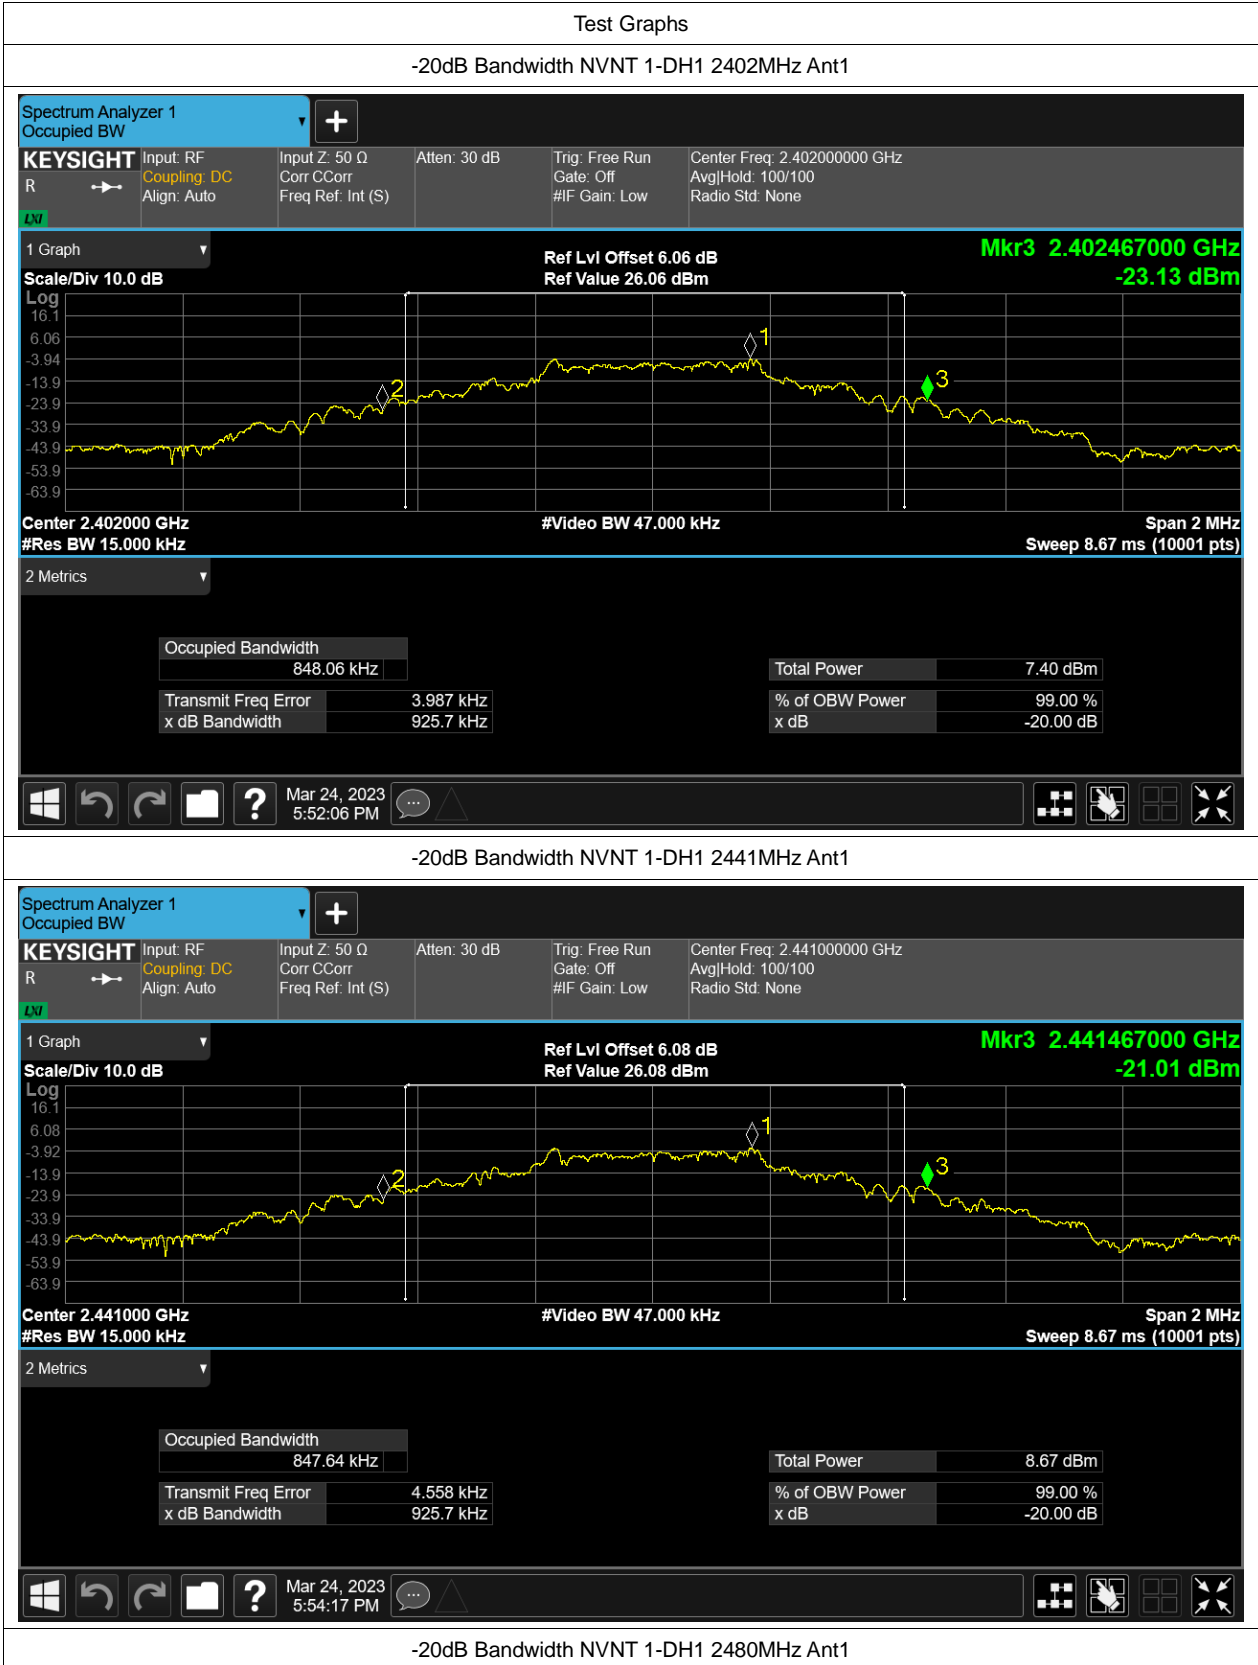 Test Graphs
-20dB Bandwidth NVNT 1-DH1 2402MHz Ant1
Spectrum Analyzer 1
Occupied BW
KEYSIGHT
R
LXI
Input: RF
Coupling: DC
Align: Auto
Input Z: 50 Ω
Corr CCorr
Freq Ref: Int (S)
Atten: 30 dB
Trig: Free Run
Gate: Off
#IF Gain: Low
Center Freq: 2.402000000 GHz
Avg|Hold: 100/100
Radio Std: None
1 Graph
Scale/Div 10.0 dB
Ref Lvl Offset 6.06 dB
Ref Value 26.06 dBm
Mkr3 2.402467000 GHz
-23.13 dBm
Log
16.1
6.06
-3.94
-13.9
-23.9
-33.9
-43.9
-53.9
-63.9
1
2
3
Center 2.402000 GHz
#Video BW 47.000 kHz
Span 2 MHz
#Res BW 15.000 kHz
Sweep 8.67 ms (10001 pts)
2 Metrics
Occupied Bandwidth
848.06 kHz
Total Power 7.40 dBm
Transmit Freq Error 3.987 kHz
% of OBW Power 99.00 %
x dB Bandwidth 925.7 kHz
x dB -20.00 dB
Mar 24, 2023
5:52:06 PM
-20dB Bandwidth NVNT 1-DH1 2441MHz Ant1
Spectrum Analyzer 1
Occupied BW
KEYSIGHT
R
LXI
Input: RF
Coupling: DC
Align: Auto
Input Z: 50 Ω
Corr CCorr
Freq Ref: Int (S)
Atten: 30 dB
Trig: Free Run
Gate: Off
#IF Gain: Low
Center Freq: 2.441000000 GHz
Avg|Hold: 100/100
Radio Std: None
1 Graph
Scale/Div 10.0 dB
Ref Lvl Offset 6.08 dB
Ref Value 26.08 dBm
Mkr3 2.441467000 GHz
-21.01 dBm
Log
16.1
6.08
-3.92
-13.9
-23.9
-33.9
-43.9
-53.9
-63.9
1
2
3
Center 2.441000 GHz
#Video BW 47.000 kHz
Span 2 MHz
#Res BW 15.000 kHz
Sweep 8.67 ms (10001 pts)
2 Metrics
Occupied Bandwidth
847.64 kHz
Total Power 8.67 dBm
Transmit Freq Error 4.558 kHz
% of OBW Power 99.00 %
x dB Bandwidth 925.7 kHz
x dB -20.00 dB
Mar 24, 2023
5:54:17 PM
-20dB Bandwidth NVNT 1-DH1 2480MHz Ant1